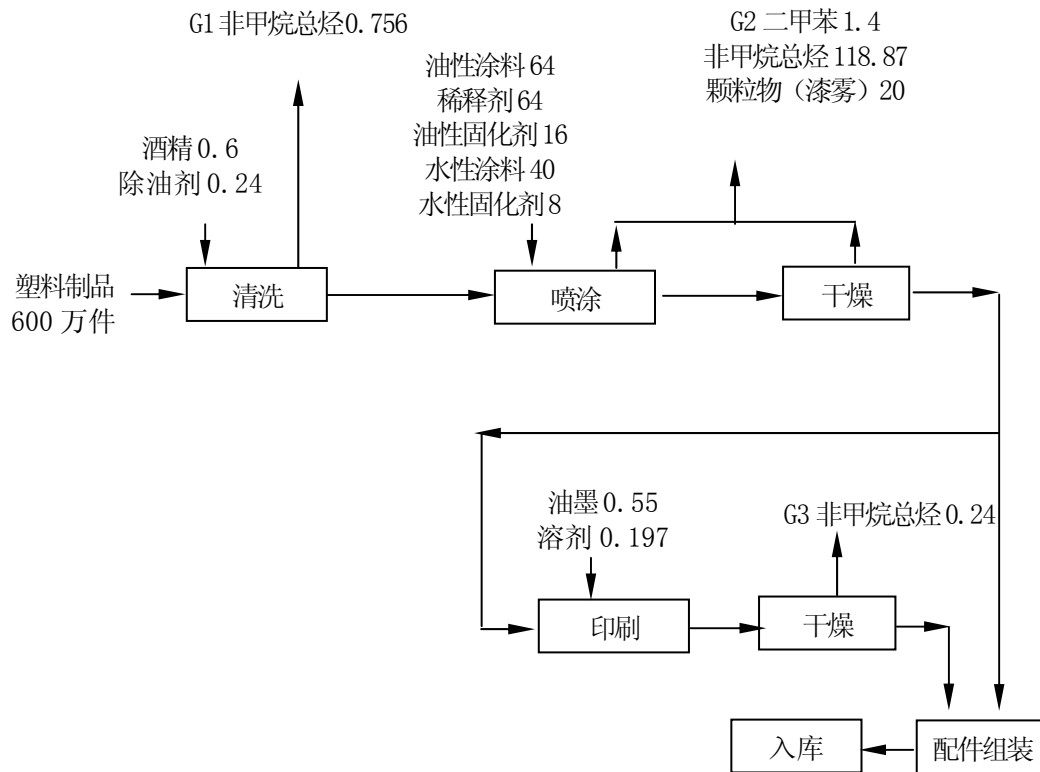 G1 非甲烷总烃 0.756
G2 二甲苯 1.4
非甲烷总烃 118.87
颗粒物（漆雾）20
油性涂料 64
稀释剂 64
油性固化剂 16
水性涂料 40
水性固化剂 8
酒精 0.6
除油剂 0.24
塑料制品
600 万件
清洗
喷涂
干燥
油墨 0.55
溶剂 0.197
G3 非甲烷总烃 0.24
印刷
干燥
入库
配件组装